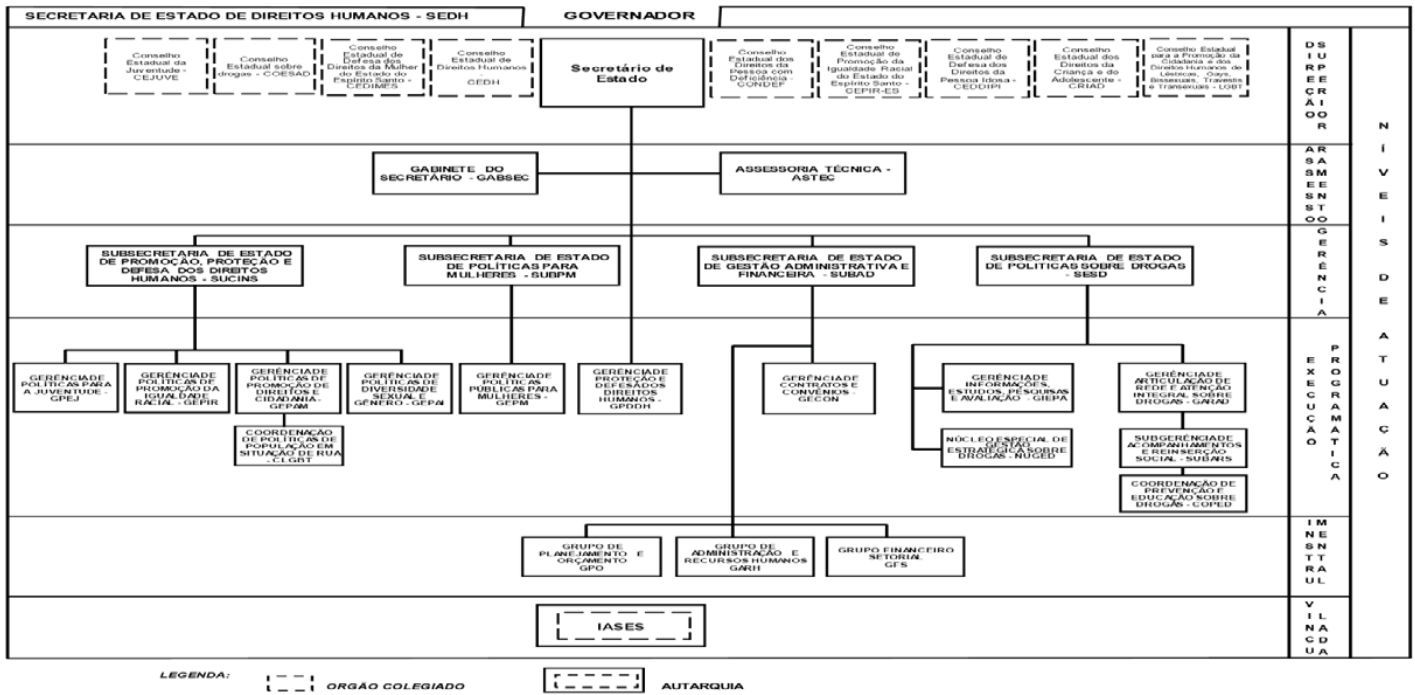 SECRETARIA DE ESTADO DE DIREITOS HUMANOS - SEDH
GOVERNADOR
Conselho
Estadual da
Juventude -
CEJUVE
Conselho
Estadual sobre
drogas - COESAD
Conselho
Estadual de
Defesa dos
Direitos da Mulher
do Estado do
Espírito Santo -
CEDIMES
Conselho
Estadual de
Direitos Humanos
-
CEDH
Secretário de
Estado
Conselho
Estadual dos
Direitos da
Pessoa com
Deficiência -
CONDEF
Conselho
Estadual de
Promoção da
Igualdade Racial
do Estado do
Espírito Santo -
CEPIR-ES
Conselho
Estadual de
Defesa dos
Direitos da
Pessoa Idosa -
CEDDIPI
Conselho
Estadual dos
Direitos da
Criança e do
Adolescente -
CRIAD
Conselho Estadual
para a Promoção da
Cidadania e dos
Direitos Humanos de
Lésbicas, Gays,
Bissexuais, Travestis
e Transexuais - LGBT
DIREÇÃO
SUPERIOR
GABINETE DO
SECRETÁRIO - GABSEC
ASSESSORIA TÉCNICA -
ASTEC
ASSESSO
RAMENTO
SUBSECRETARIA DE ESTADO
DE PROMOÇÃO, PROTEÇÃO E
DEFESA DOS DIREITOS
HUMANOS - SUCINS
SUBSECRETARIA DE ESTADO
DE POLÍTICAS PARA
MULHERES - SUBPM
SUBSECRETARIA DE ESTADO
DE GESTÃO ADMINISTRATIVA E
FINANCEIRA - SUBAD
SUBSECRETARIA DE ESTADO
DE POLITICAS SOBRE DROGAS
- SESD
GERÊNCIA
GERÊNCIA DE
POLÍTICAS PARA
A JUVENTUDE -
GPEJ
GERÊNCIA DE
POLÍTICAS DE
PROMOÇÃO DA
IGUALDADE
RACIAL - GEPIR
GERÊNCIA DE
POLÍTICAS DE
PROMOÇÃO DE
DIREITOS E
CIDADANIA -
GEPAM
GERÊNCIA DE
POLÍTICAS DE
DIVERSIDADE
SEXUAL E
GÊNERO - GEPAI
GERÊNCIA DE
POLÍTICAS
PÚBLICAS PARA
MULHERES -
GEPM
GERÊNCIA DE
PROTEÇÃO E
DEFESA DOS
DIREITOS
HUMANOS -
GPDDH
GERÊNCIA DE
CONTRATOS E
CONVÊNIOS -
GECON
GERÊNCIA DE
INFORMAÇÕES,
ESTUDOS, PESQUISAS
E AVALIAÇÃO - GIEPA
GERÊNCIA DE
ARTICULAÇÃO DE
REDE E ATENÇÃO
INTEGRAL SOBRE
DROGAS - GARAD
COORDENAÇÃO
DE POLÍTICAS DE
POPULAÇÃO EM
SITUAÇÃO DE RUA
- CLGBT
NÚCLEO ESPECIAL DE
GESTÃO
ESTRATÉGICA SOBRE
DROGAS - NUGED
SUBGERÊNCIA DE
ACOMPANHAMENTOS
E REINSERÇÃO
SOCIAL - SUBARS
COORDENAÇÃO DE
PREVENÇÃO E
EDUCAÇÃO SOBRE
DROGAS - COPED
EXECUÇÃO
PROGRAMATICA
GRUPO DE
PLANEJAMENTO E
ORÇAMENTO
GPO
GRUPO DE
ADMINISTRAÇÃO E
RECURSOS HUMANOS
GARH
GRUPO FINANCEIRO
SETORIAL
GFS
INSTRU
MENTAL
IASES
VINCU
LADA
NÍVEIS DE ATUAÇÃO
LEGENDA:
ORGÃO COLEGIADO
AUTARQUIA